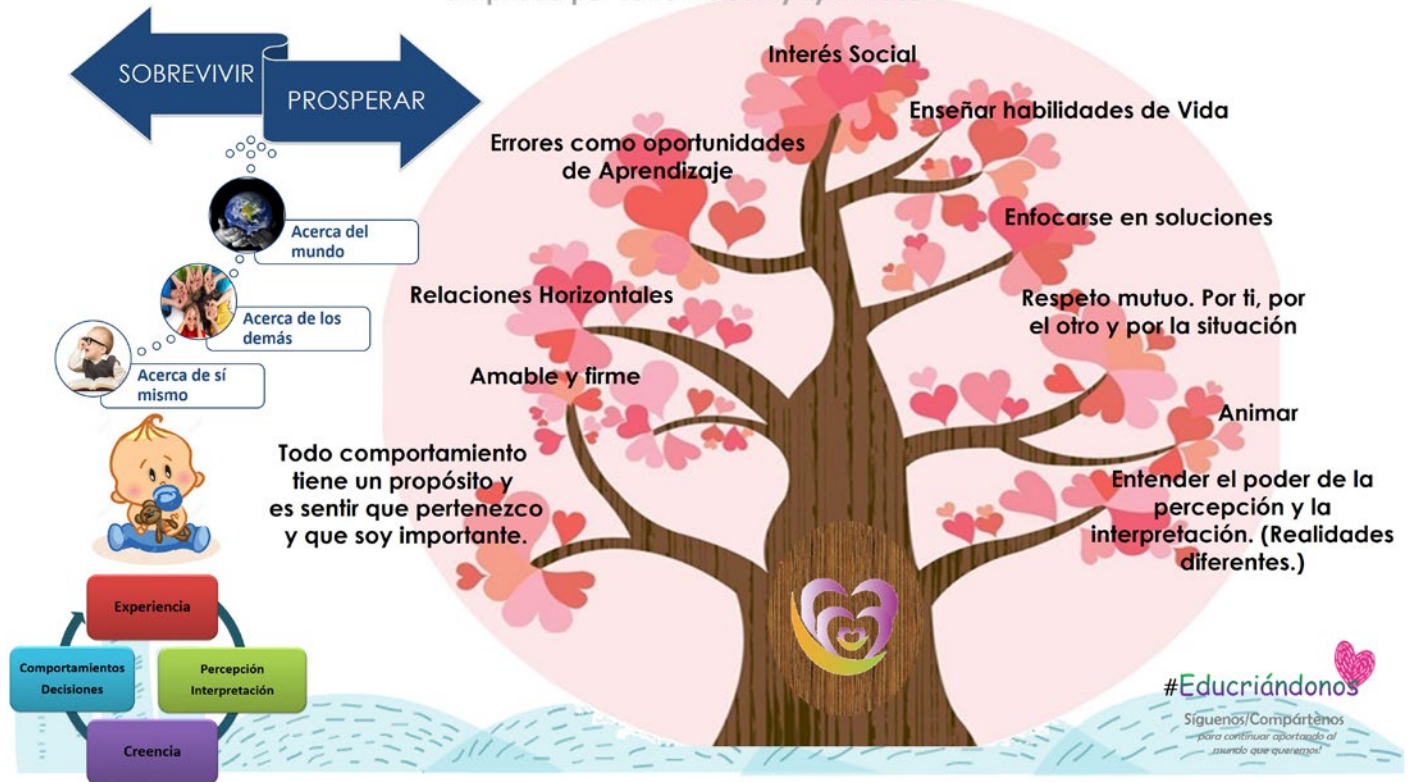 SOBREVIVIR
PROSPERAR
Acerca del
mundo
Acerca de los
demás
Acerca de sí
mismo
Interés Social
Enseñar habilidades de Vida
Errores como oportunidades
de Aprendizaje
Enfocarse en soluciones
Relaciones Horizontales
Respeto mutuo. Por ti, por
el otro y por la situación
Amable y firme
Animar
Todo comportamiento
tiene un propósito y
es sentir que pertenezco
y que soy importante.
Entender el poder de la
percepción y la
interpretación. (Realidades
diferentes.)
Experiencia
Percepción
Interpretación
Creencia
Comportamientos
Decisiones
#Educriándonos
Síguenos/Compártenos
para continuar aportando al
mundo que queremos!